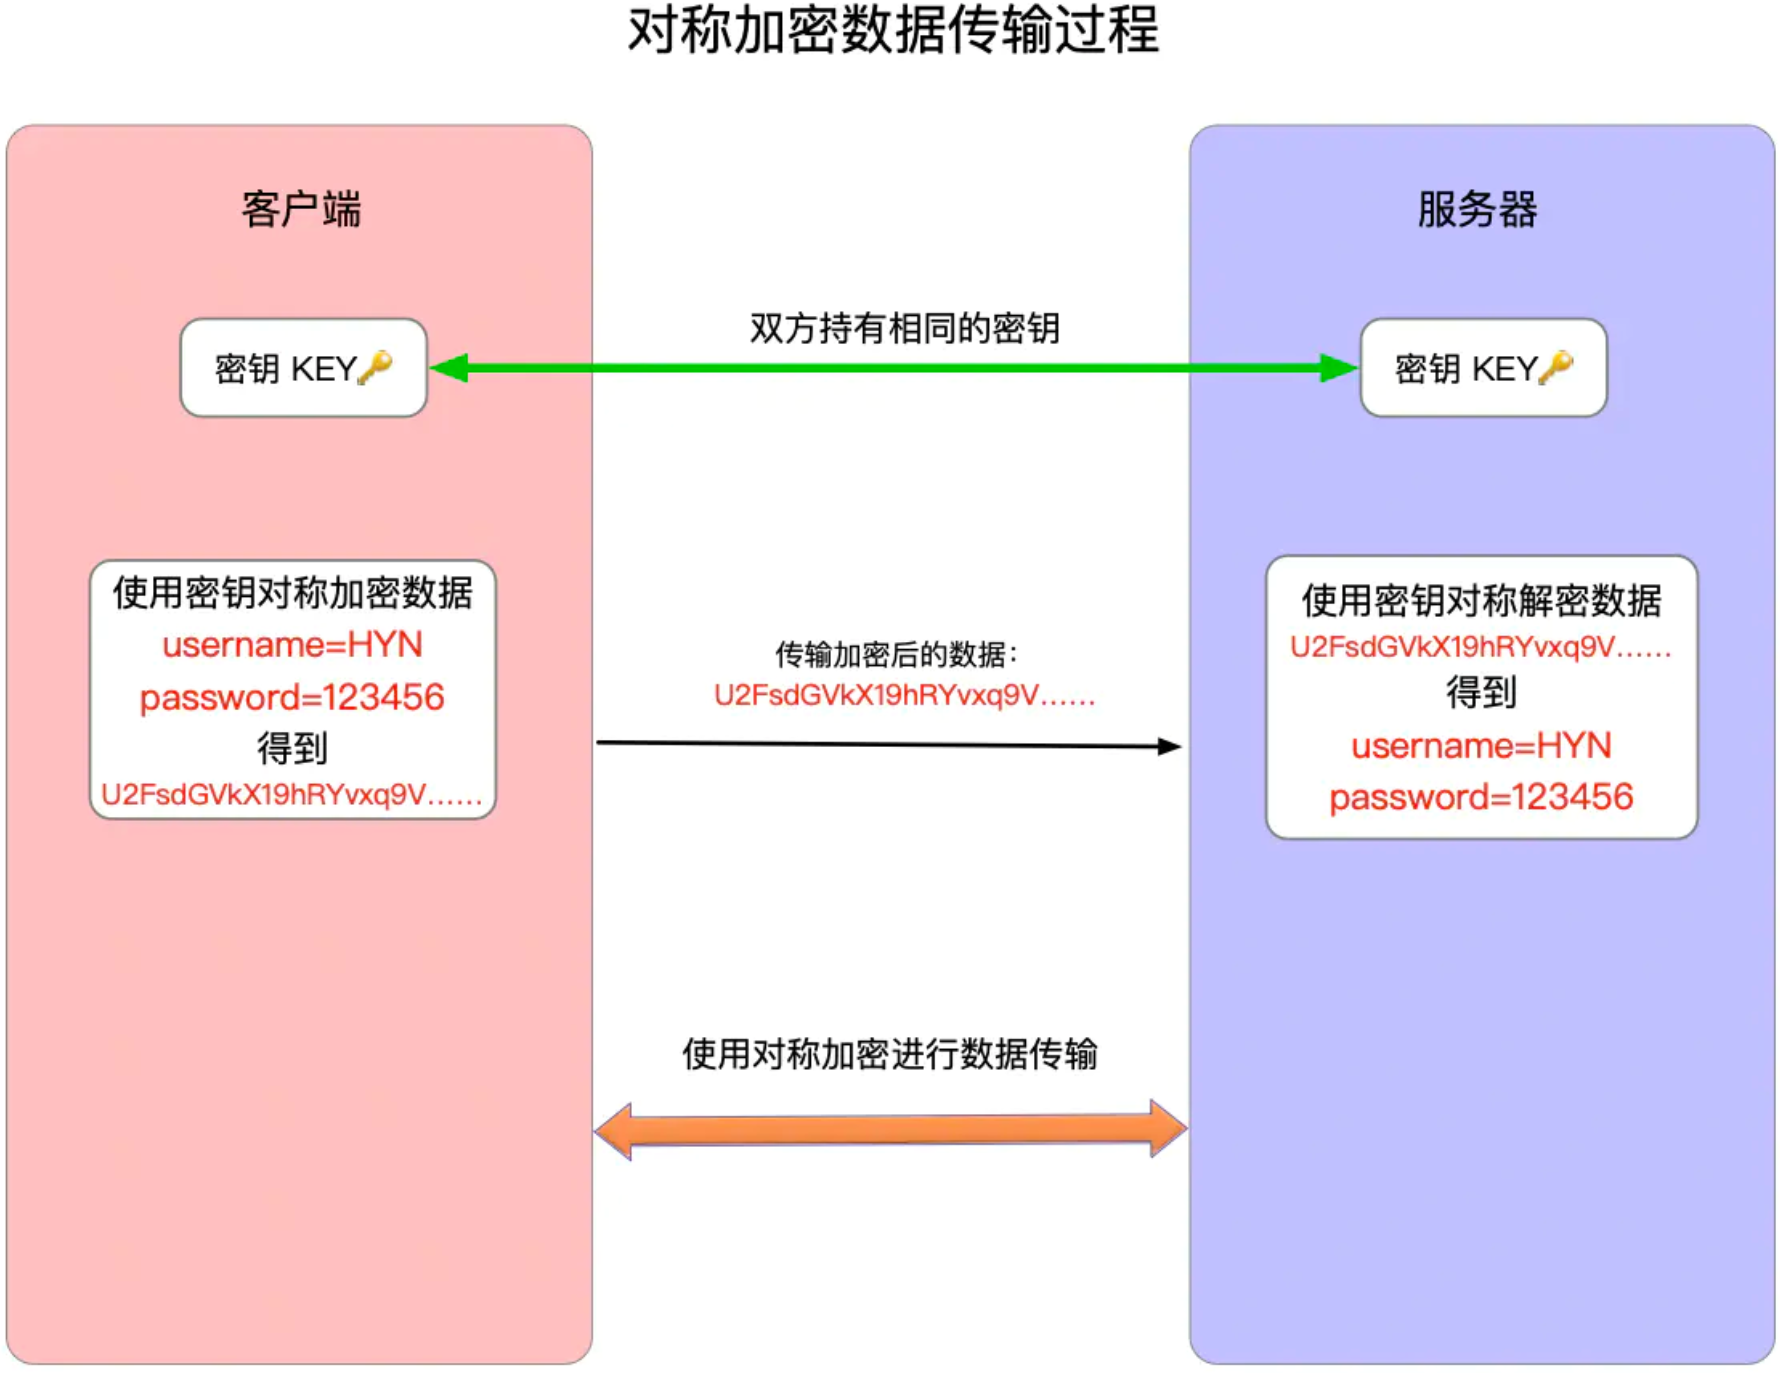 对称加密数据传输过程
客户端
服务器
双方持有相同的密钥
密钥 KEY
密钥 KEY
使用密钥对称加密数据
username=HYN
password=123456
得到
U2FsdGVkX19hRYvxq9V……
传输加密后的数据：
U2FsdGVkX19hRYvxq9V……
使用密钥对称解密数据
U2FsdGVkX19hRYvxq9V……
得到
username=HYN
password=123456
使用对称加密进行数据传输